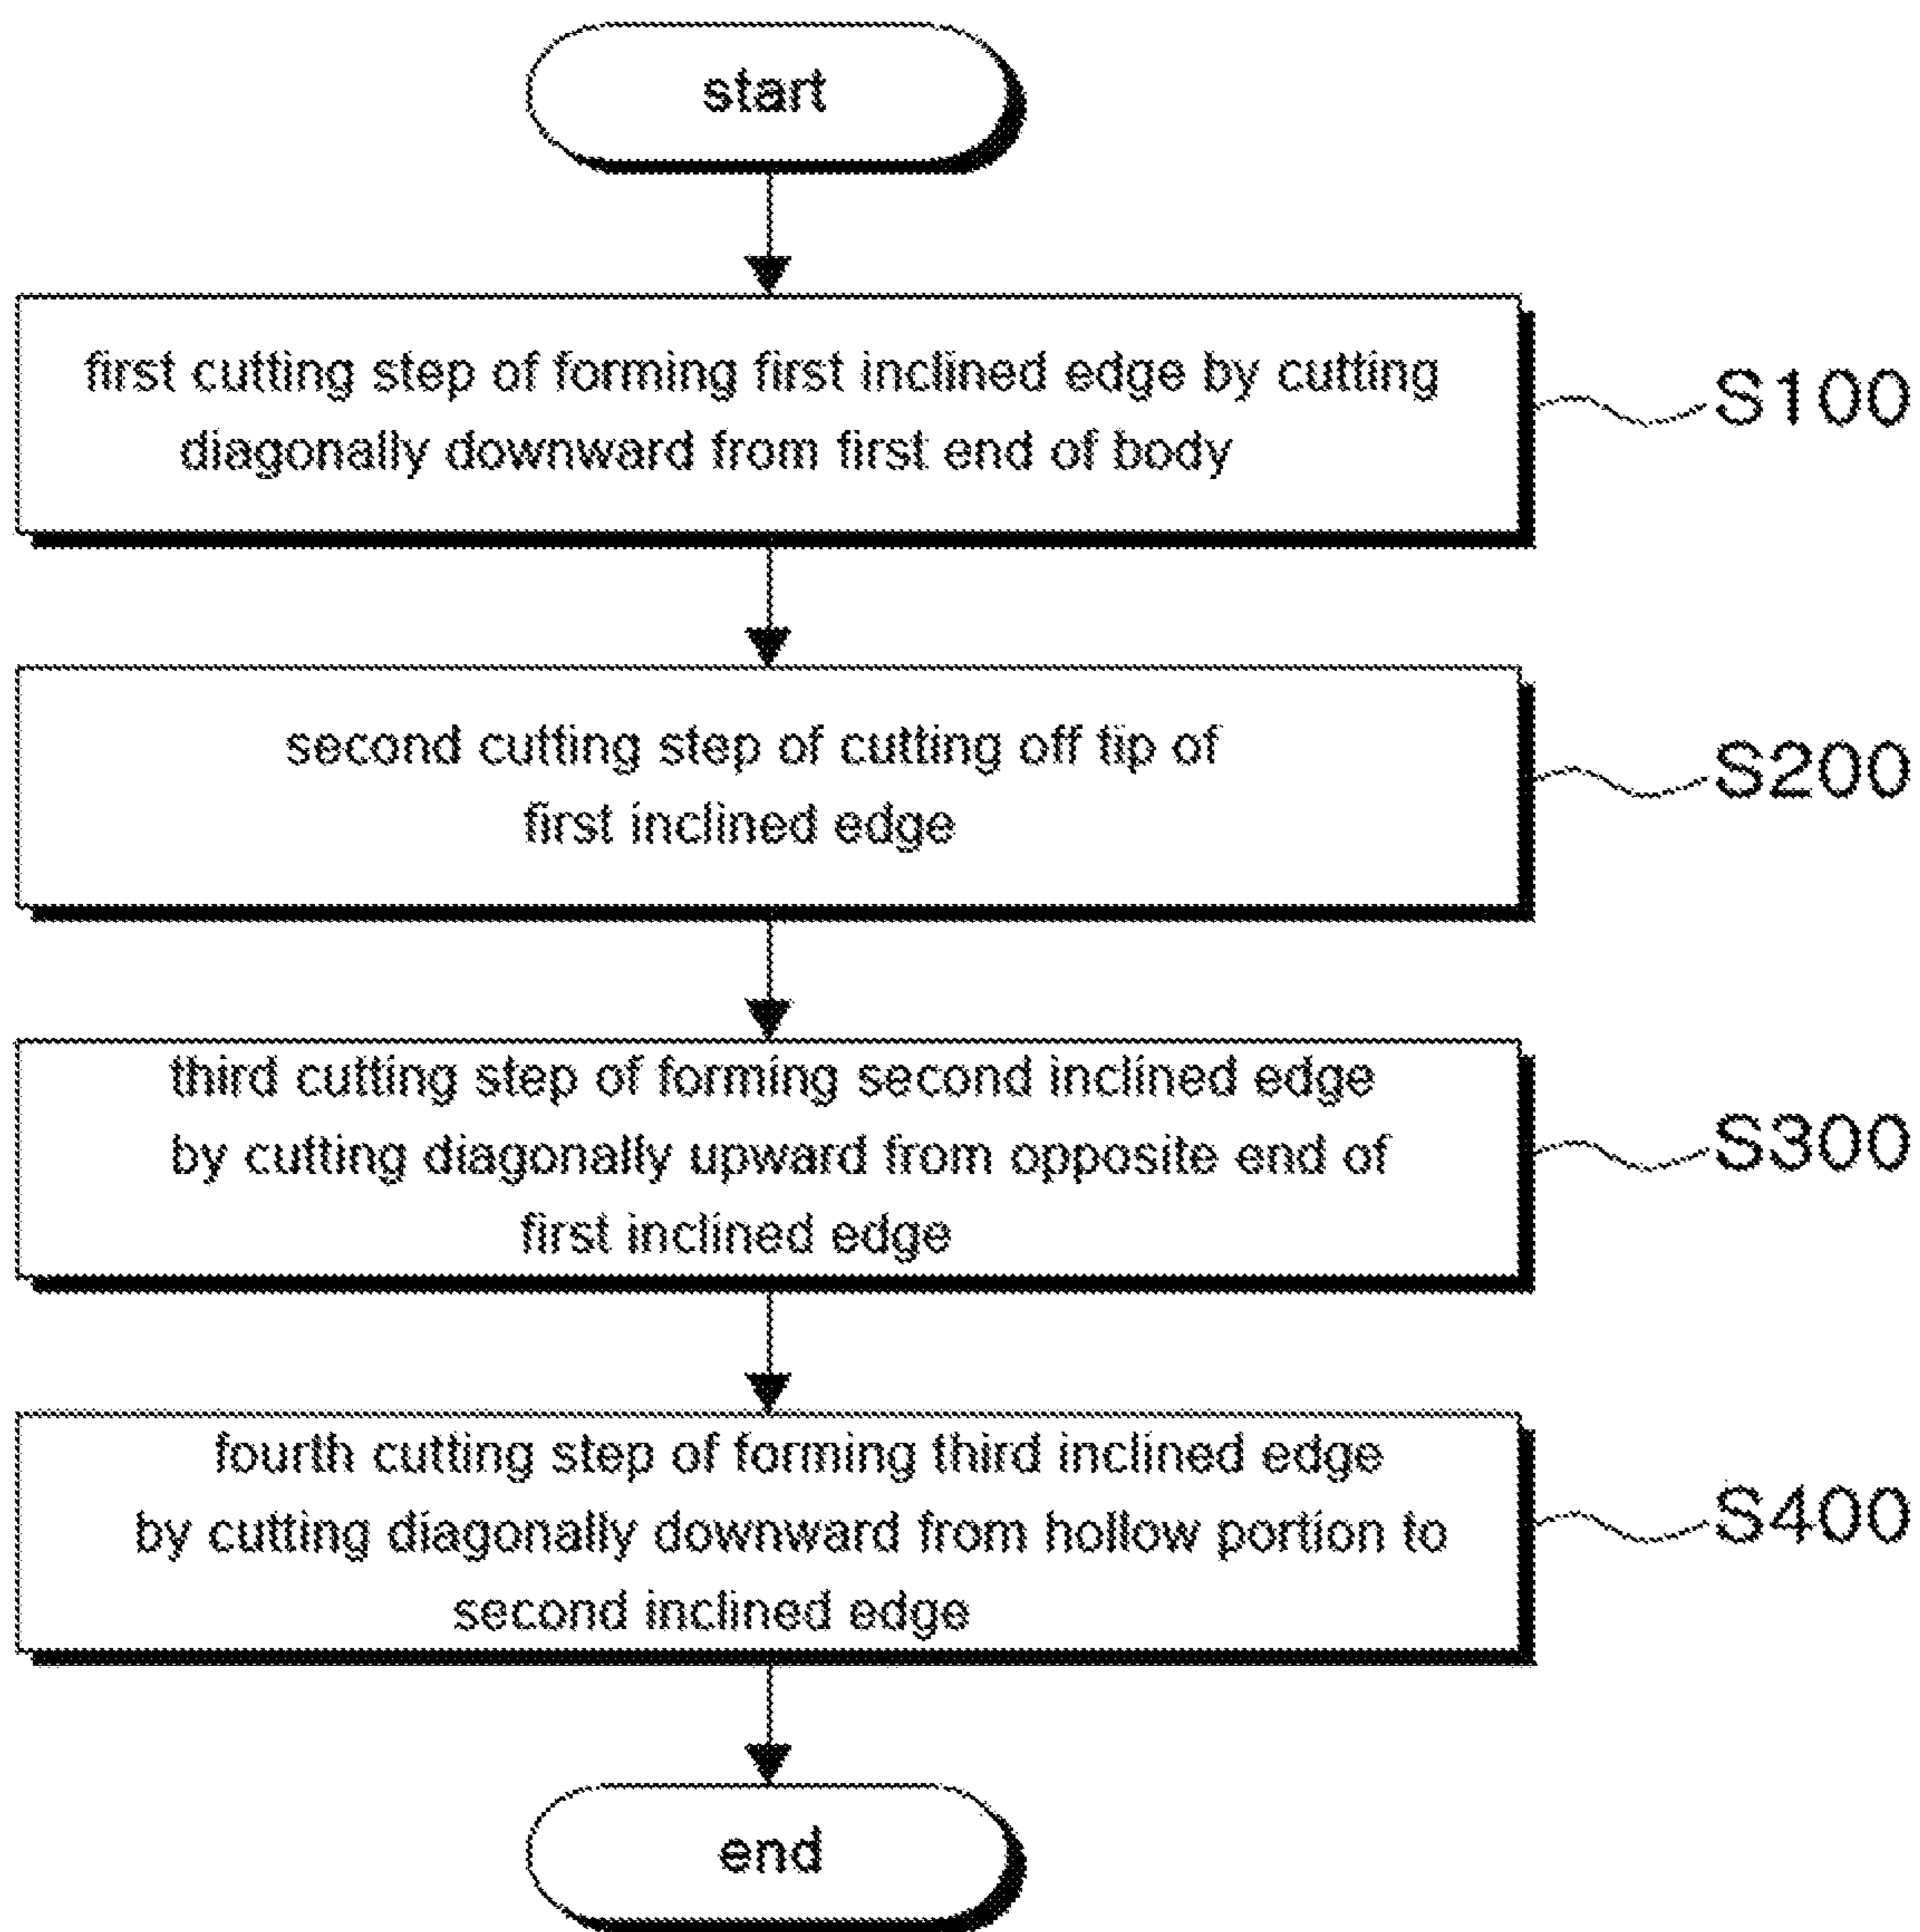 start
first cutting step of forming first inclined edge by cutting
diagonally downward from first end of body
S100
second cutting step of cutting off tip of
first inclined edge
S200
third cutting step of forming second inclined edge
by cutting diagonally upward from opposite end of
first inclined edge
S300
fourth cutting step of forming third inclined edge
by cutting diagonally downward from hollow portion to
second inclined edge
S400
end